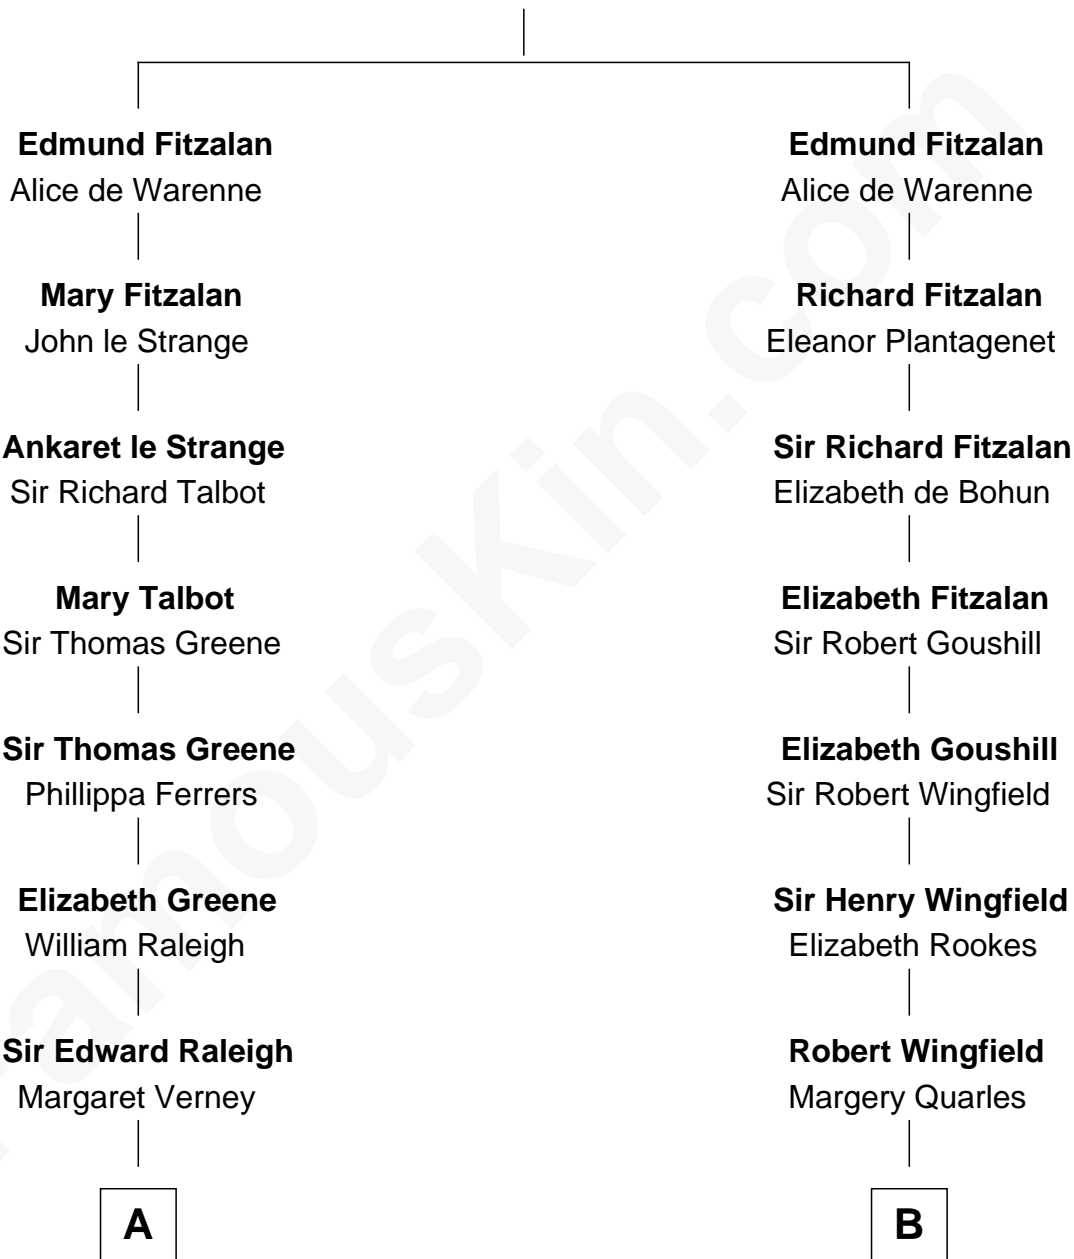 Edmund Fitzalan
Alice de Warenne
Mary Fitzalan
John le Strange
Ankaret le Strange
Sir Richard Talbot
Mary Talbot
Sir Thomas Greene
Sir Thomas Greene
Phillippa Ferrers
Elizabeth Greene
William Raleigh
Sir Edward Raleigh
Margaret Verney
A
Edmund Fitzalan
Alice de Warenne
Richard Fitzalan
Eleanor Plantagenet
Sir Richard Fitzalan
Elizabeth de Bohun
Elizabeth Fitzalan
Sir Robert Goushill
Elizabeth Goushill
Sir Robert Wingfield
Sir Henry Wingfield
Elizabeth Rookes
Robert Wingfield
Margery Quarles
B
FamousKin.com